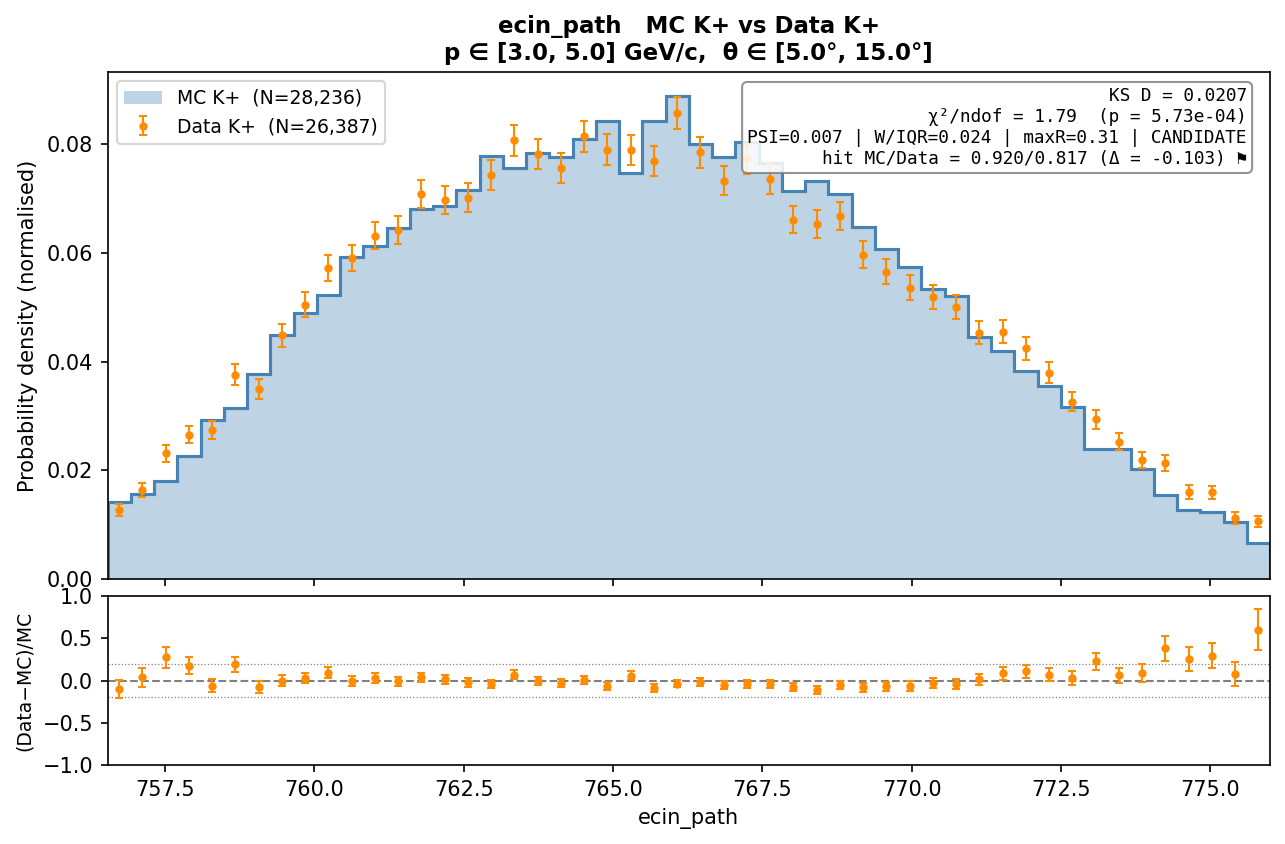 ecin_path   MC K+ vs Data K+
p ∈ [3.0, 5.0] GeV/c,  θ ∈ [5.0°, 15.0°]
MC K+  (N=28,236)
Data K+  (N=26,387)
KS D = 0.0207
χ²/ndof = 1.79  (p = 5.73e-04)
PSI=0.007 | W/IQR=0.024 | maxR=0.31 | CANDIDATE
hit MC/Data = 0.920/0.817 (Δ = -0.103) ⚑
Probability density (normalised)
0.08
0.06
0.04
0.02
0.00
(Data−MC)/MC
1.0
0.5
0.0
−0.5
−1.0
757.5 760.0 762.5 765.0 767.5 770.0 772.5 775.0
ecin_path